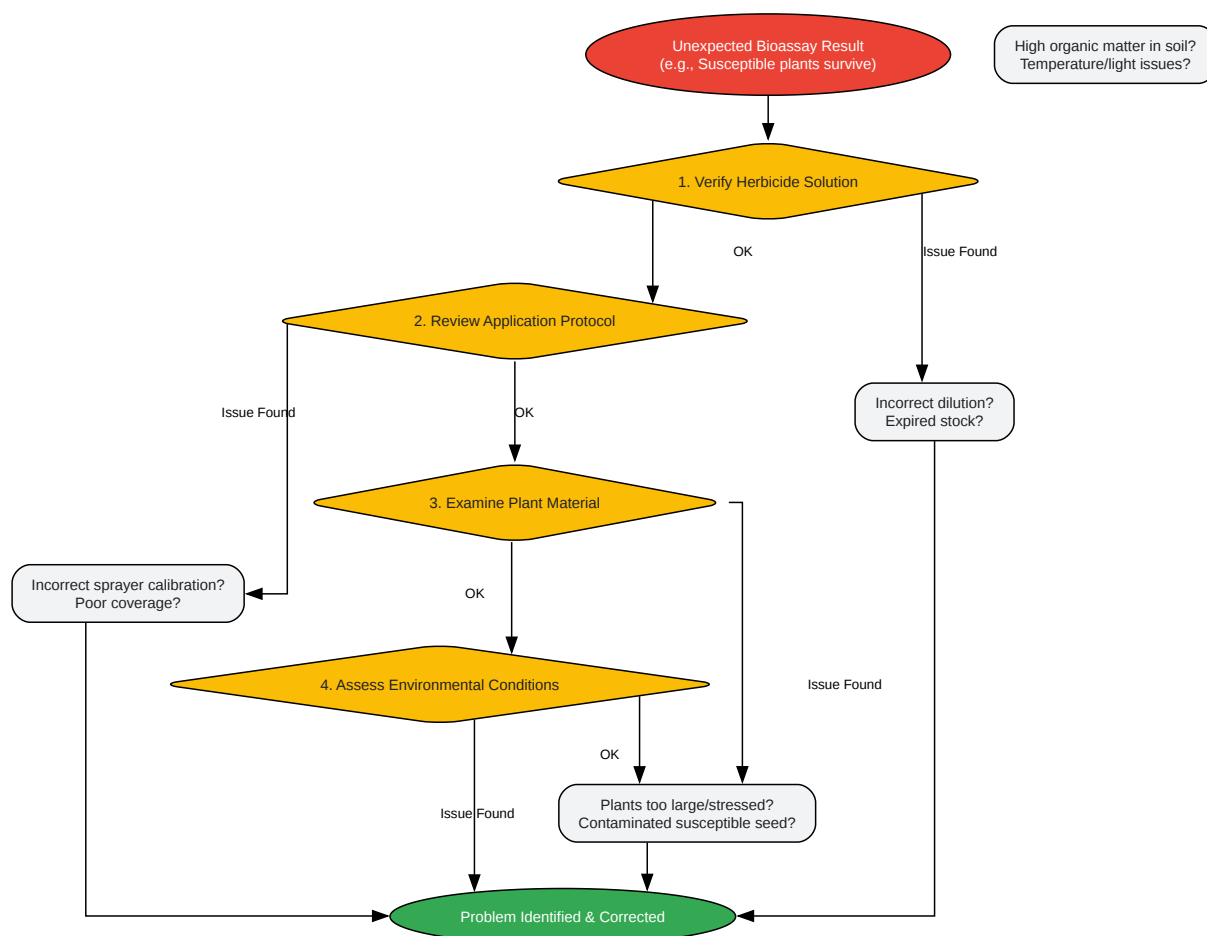 Unexpected Bioassay Result
(e.g., Susceptible plants survive)
High organic matter in soil?
Temperature/light issues?
1. Verify Herbicide Solution
OK
Issue Found
2. Review Application Protocol
Issue Found
OK
Incorrect dilution?
Expired stock?
3. Examine Plant Material
Incorrect sprayer calibration?
Poor coverage?
OK
4. Assess Environmental Conditions
Issue Found
OK
Issue Found
Plants too large/stressed?
Contaminated susceptible seed?
Problem Identified & Corrected